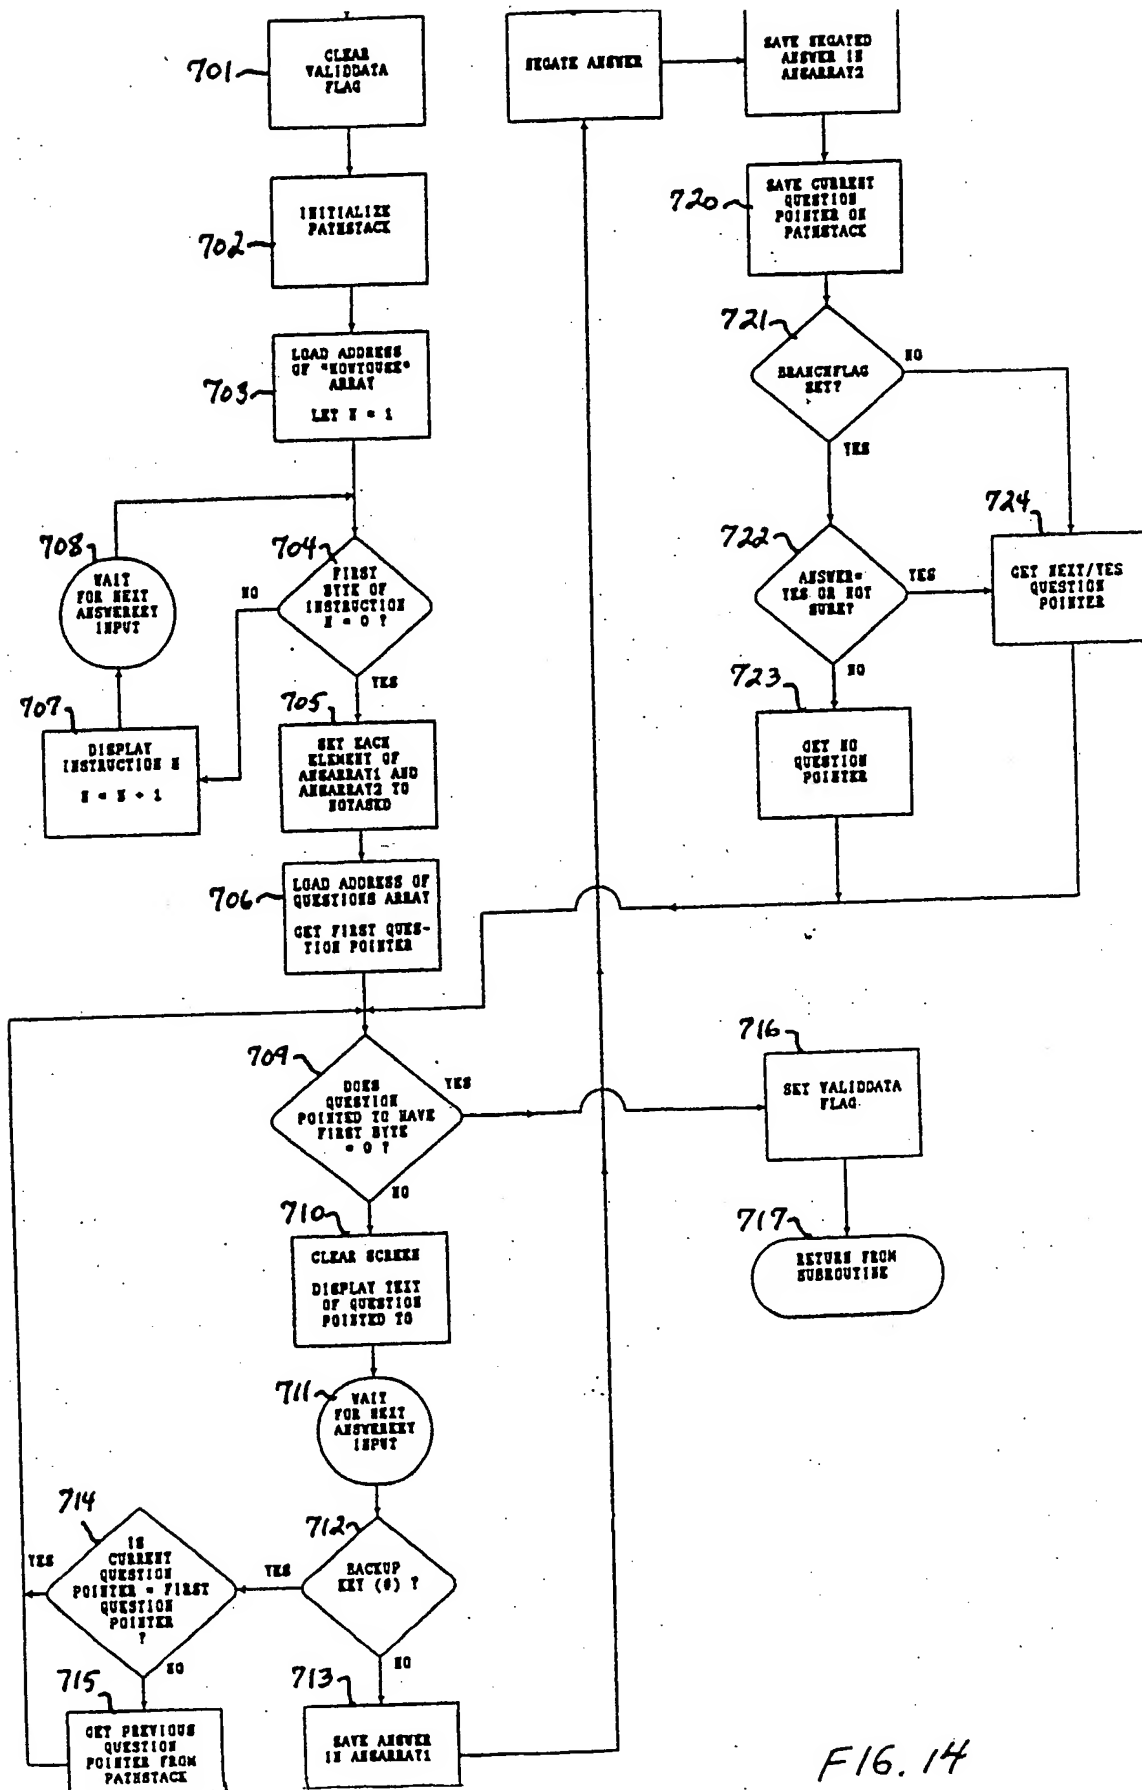 701
CLEAR
VALIDDATA
FLAG
702
INITIALIZE
PATHSTACK
703
LOAD ADDRESS
OF "HOWTOUSE"
ARRAY
LET N = 1
704
FIRST
BYTE OF
INSTRUCTION
N = 0 ?
NO
YES
708
WAIT
FOR NEXT
ANSWERKEY
INPUT
707
DISPLAY
INSTRUCTION N
N = N + 1
705
SET EACH
ELEMENT OF
ANSARRAY1 AND
ANSARRAY2 TO
NOTASKED
706
LOAD ADDRESS OF
QUESTIONS ARRAY
GET FIRST QUES-
TION POINTER
709
DOES
QUESTION
POINTED TO HAVE
FIRST BYTE
= 0 ?
YES
NO
710
CLEAR SCREEN
DISPLAY TEXT
OF QUESTION
POINTED TO
711
WAIT
FOR NEXT
ANSWERKEY
INPUT
712
BACKUP
KEY (#) ?
YES
NO
714
IS
CURRENT
QUESTION
POINTER = FIRST
QUESTION
POINTER
?
YES
NO
715
GET PREVIOUS
QUESTION
POINTER FROM
PATHSTACK
713
SAVE ANSWER
IN ANSARRAY1
NEGATE ANSWER
SAVE NEGATED
ANSWER IN
ANSARRAY2
720
SAVE CURRENT
QUESTION
POINTER ON
PATHSTACK
721
BRANCHFLAG
SET?
NO
YES
722
ANSWER=
YES OR NOT
SURE?
YES
NO
724
GET NEXT/YES
QUESTION
POINTER
723
GET NO
QUESTION
POINTER
716
SET VALIDDATA
FLAG
717
RETURN FROM
SUBROUTINE
FIG. 14